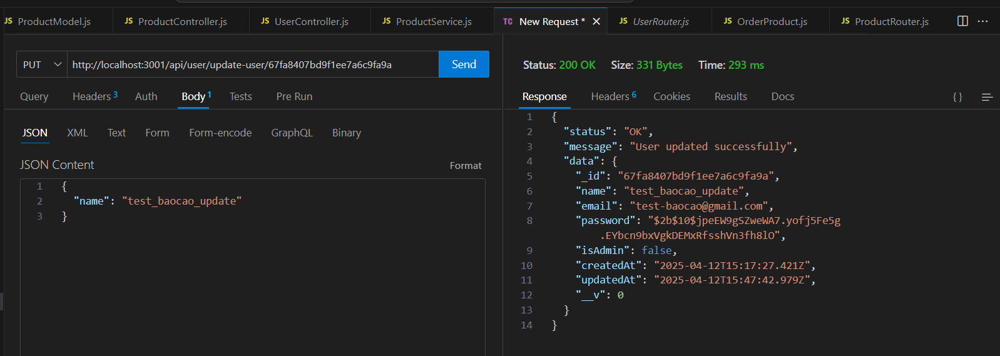 JS ProductModel.js JS ProductController.js JS UserController.js JS ProductService.js TC New Request * JS UserRouter.js JS OrderProduct.js JS ProductRouter.js
PUT http://localhost:3001/api/user/update-user/67fa8407bd9f1ee7a6c9fa9a Send
Query Headers 3 Auth Body 1 Tests Pre Run
JSON XML Text Form Form-encode GraphQL Binary
JSON Content Format
1 {
2 "name": "test_baocao_update"
3 }
Status: 200 OK Size: 331 Bytes Time: 293 ms
Response Headers 6 Cookies Results Docs { }
1 {
2 "status": "OK",
3 "message": "User updated successfully",
4 "data": {
5 "_id": "67fa8407bd9f1ee7a6c9fa9a",
6 "name": "test_baocao_update",
7 "email": "test-baocao@gmail.com",
8 "password": "$2b$10$jpeEW9gSZweWA7.yofj5Fe5g
.EYbcn9bxVgkDEMxRfsshVn3fh8lO",
9 "isAdmin": false,
10 "createdAt": "2025-04-12T15:17:27.421Z",
11 "updatedAt": "2025-04-12T15:47:42.979Z",
12 "__v": 0
13 }
14 }